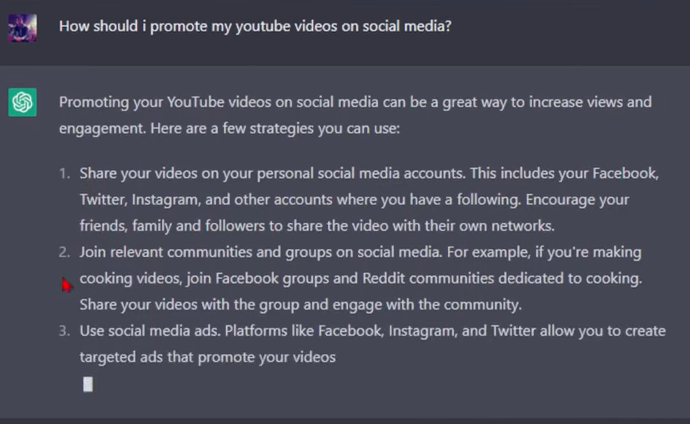 How should i promote my youtube videos on social media?
Promoting your YouTube videos on social media can be a great way to increase views and
engagement. Here are a few strategies you can use:
1. Share your videos on your personal social media accounts. This includes your Facebook,
Twitter, Instagram, and other accounts where you have a following. Encourage your
friends, family and followers to share the video with their own networks.
2. Join relevant communities and groups on social media. For example, if you're making
cooking videos, join Facebook groups and Reddit communities dedicated to cooking.
Share your videos with the group and engage with the community.
3. Use social media ads. Platforms like Facebook, Instagram, and Twitter allow you to create
targeted ads that promote your videos